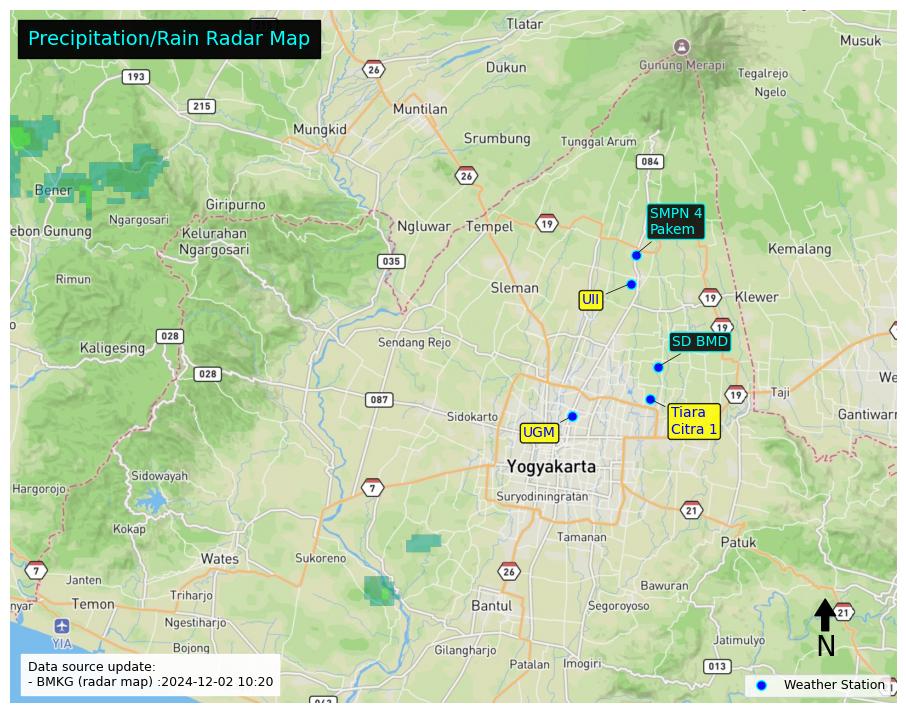 Precipitation/Rain Radar Map
Tlatar
Musuk
26
Gunung Merapi
Dukun
Tegalrejo
193
Ngelo
215
Muntilan
Mungkid
Srumbung
Tunggal Arum
084
26
Bener
Giripurno
SMPN 4
Pakem
Ngargosari
Ngluwar
Tempel
19
ebon Gunung
Kelurahan
Ngargosari
Kemalang
035
Rimun
Sleman
UII
19
Klewer
19
028
Sendang Rejo
SD BMD
Kaligesing
028
We
Taji
19
087
Sidokarto
Tiara
Citra 1
Gantiwarn
UGM
Yogyakarta
Sidowayah
Hargorojo
7
Suryodiningratan
21
Kokap
Tamanan
Patuk
Wates
Sukoreno
7
26
Janten
Bawuran
Triharjo
nyar
Temon
Bantul
Segoroyoso
21
Ngestiharjo
YIA
Jatimulyo
N
Bojong
Gilangharjo
Patalan
Imogiri
013
Data source update:
- BMKG (radar map) :2024-12-02 10:20
Weather Station